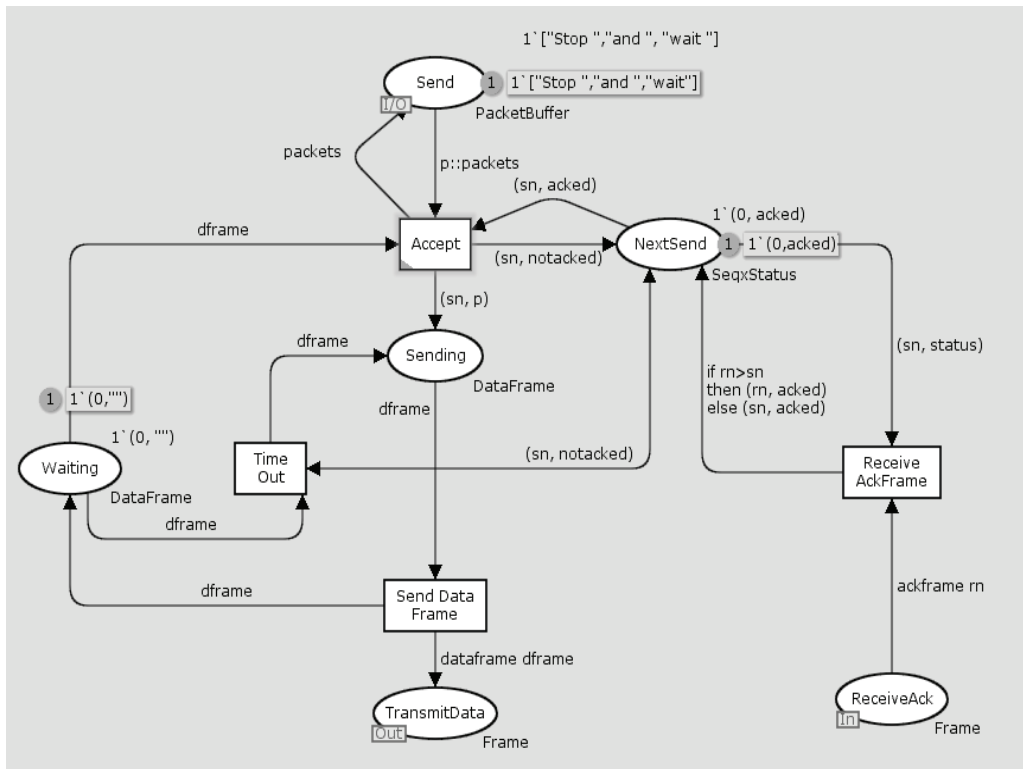 1`["Stop ","and ", "wait "]
Send
1
1`["Stop ","and ","wait"]
I/O
PacketBuffer
packets
p::packets
(sn, acked)
dframe
Accept
(sn, notacked)
NextSend
1`(0, acked)
1
1`(0,acked)
SeqxStatus
(sn, p)
dframe
Sending
DataFrame
(sn, status)
if rn>sn
then (rn, acked)
else (sn, acked)
1
1`(0,"")
dframe
1`(0, "")
Waiting
DataFrame
Time
Out
(sn, notacked)
Receive
AckFrame
dframe
dframe
Send Data
Frame
ackframe rn
dataframe dframe
TransmitData
Out
Frame
ReceiveAck
In
Frame